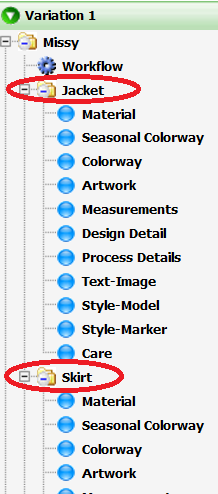 Variation 1
Missy
Workflow
Jacket
Material
Seasonal Colorway
Colorway
Artwork
Measurements
Design Detail
Process Details
Text-Image
Style-Model
Style-Marker
Care
Skirt
Material
Seasonal Colorway
Colorway
Artwork